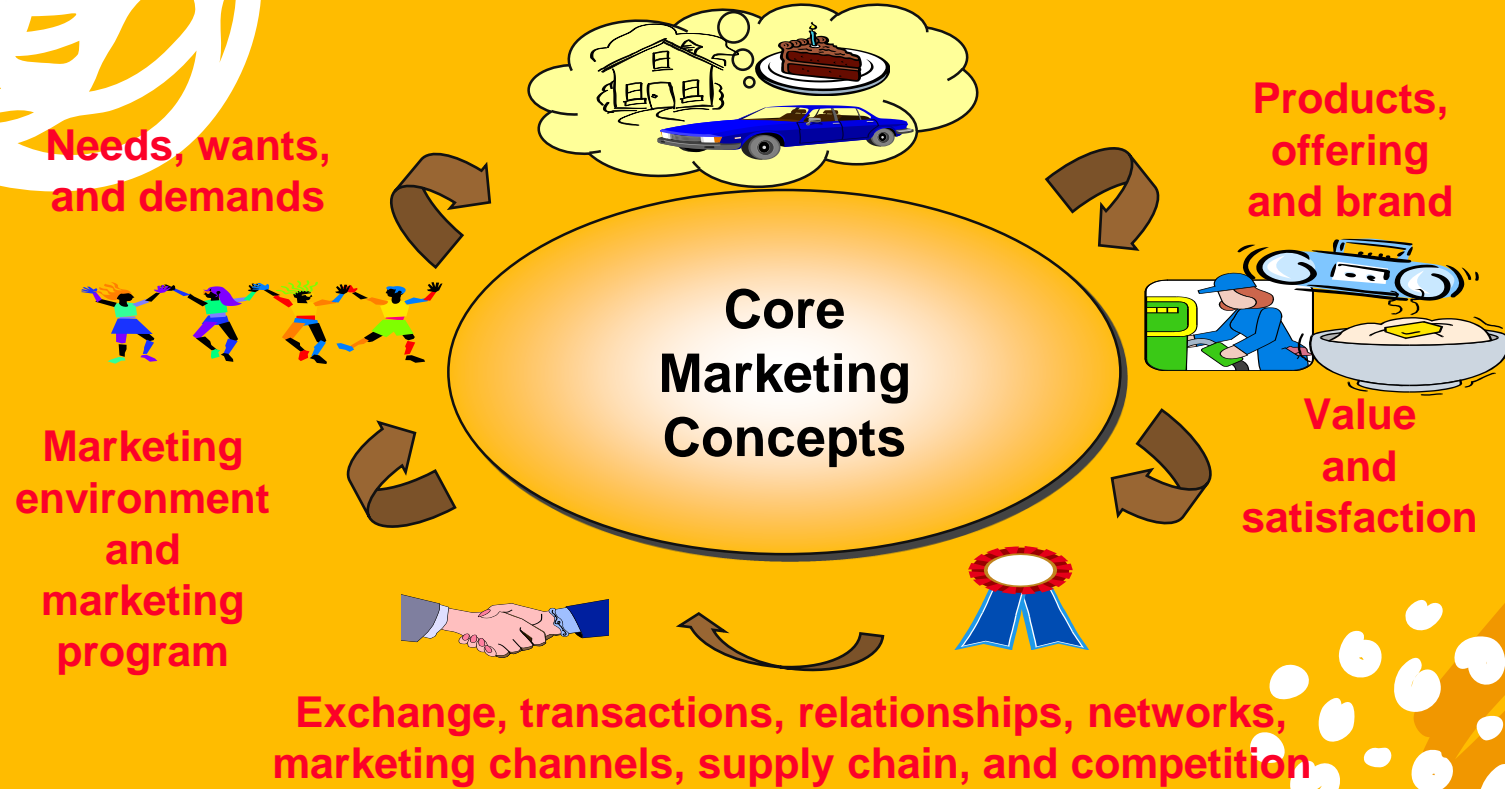 Needs, wants,
and demands
Products,
offering
and brand
Core
Marketing
Concepts
Value
and
satisfaction
Marketing
environment
and
marketing
program
Exchange, transactions, relationships, networks,
marketing channels, supply chain, and competition